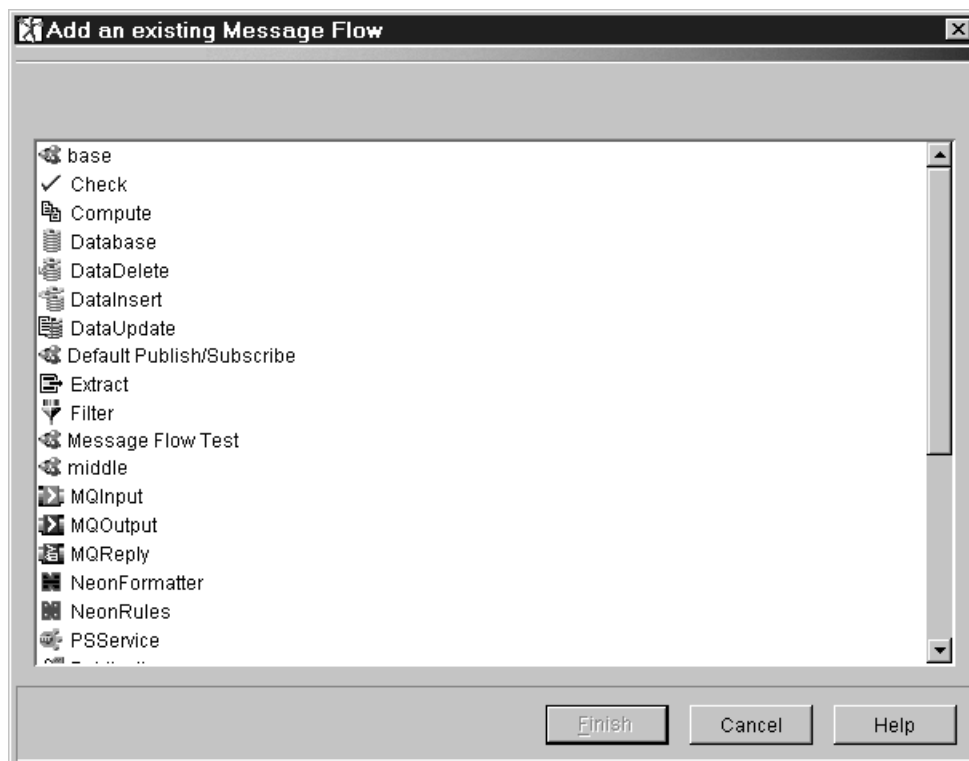 Add an existing Message Flow
base
Check
Compute
Database
DataDelete
DataInsert
DataUpdate
Default Publish/Subscribe
Extract
Filter
Message Flow Test
middle
MQInput
MQOutput
MQReply
NeonFormatter
NeonRules
PSService
Finish
Cancel
Help